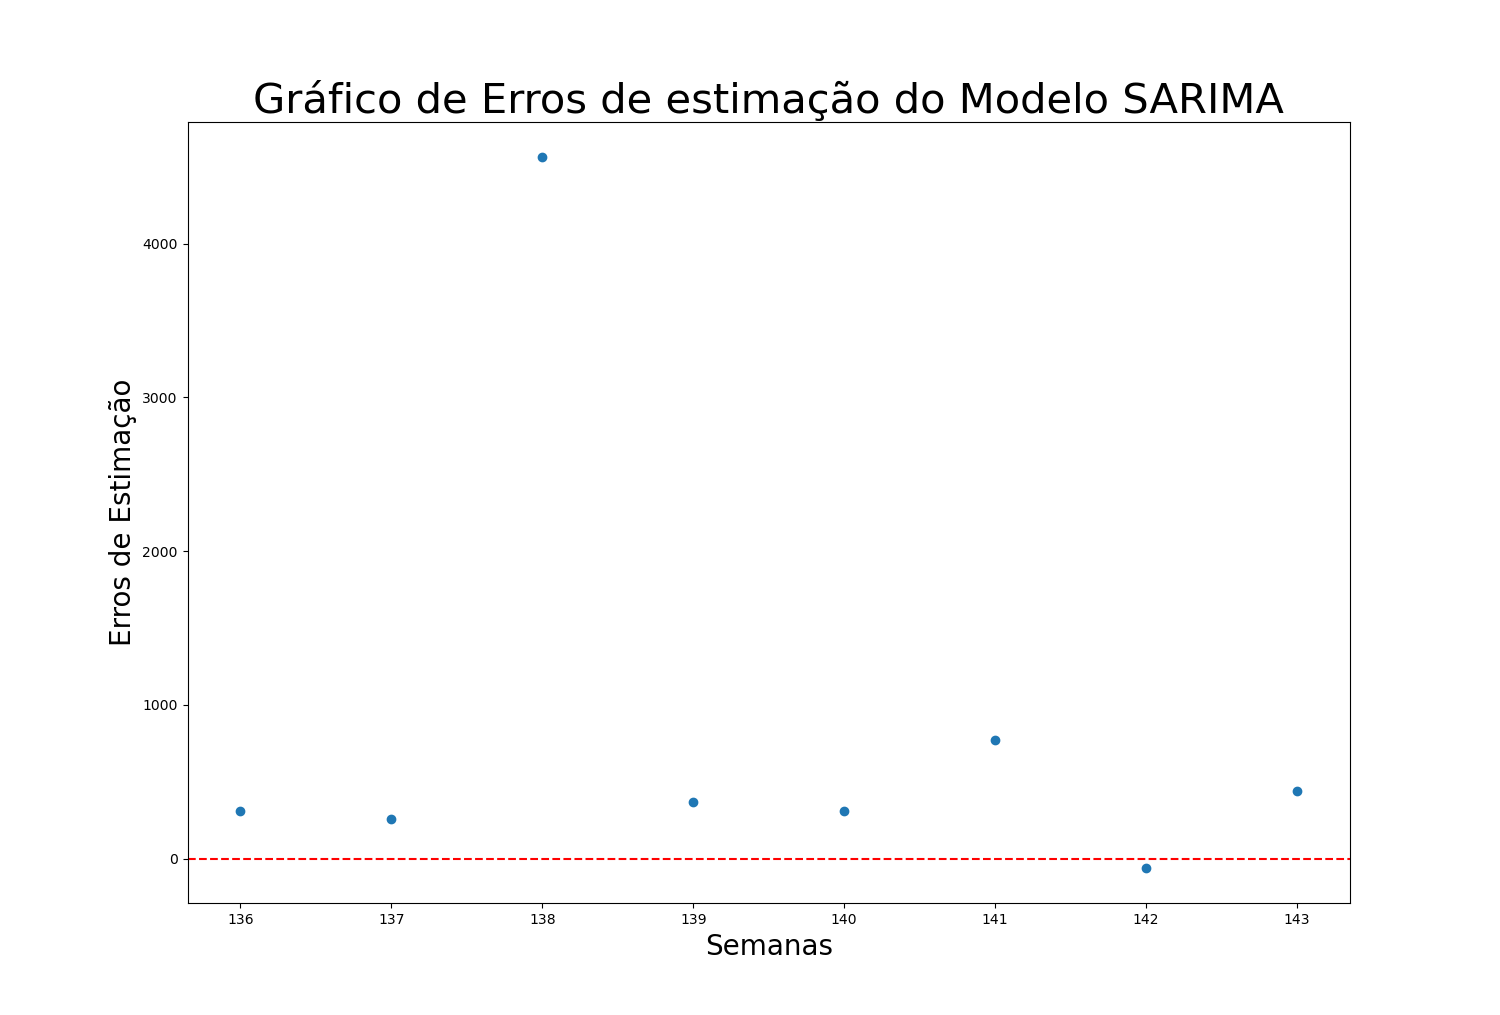 Gráfico de Erros de estimação do Modelo SARIMA
Erros de Estimação
4000
3000
2000
1000
0
136 137 138 139 140 141 142 143
Semanas